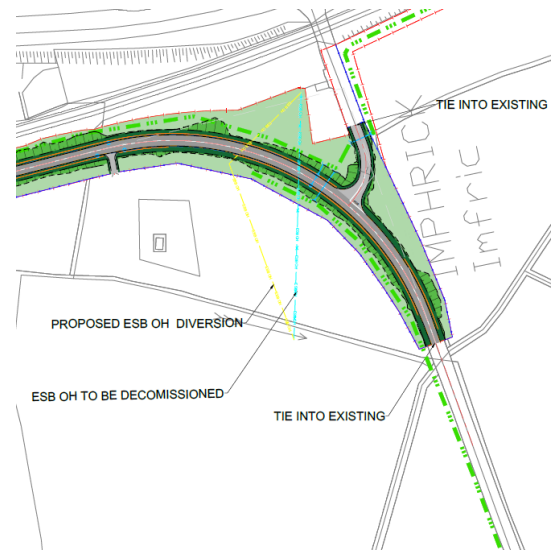 TIE INTO EXISTING
IMPHRICK
Imfric
PROPOSED ESB OH DIVERSION
ESB OH TO BE DECOMISSIONED
TIE INTO EXISTING